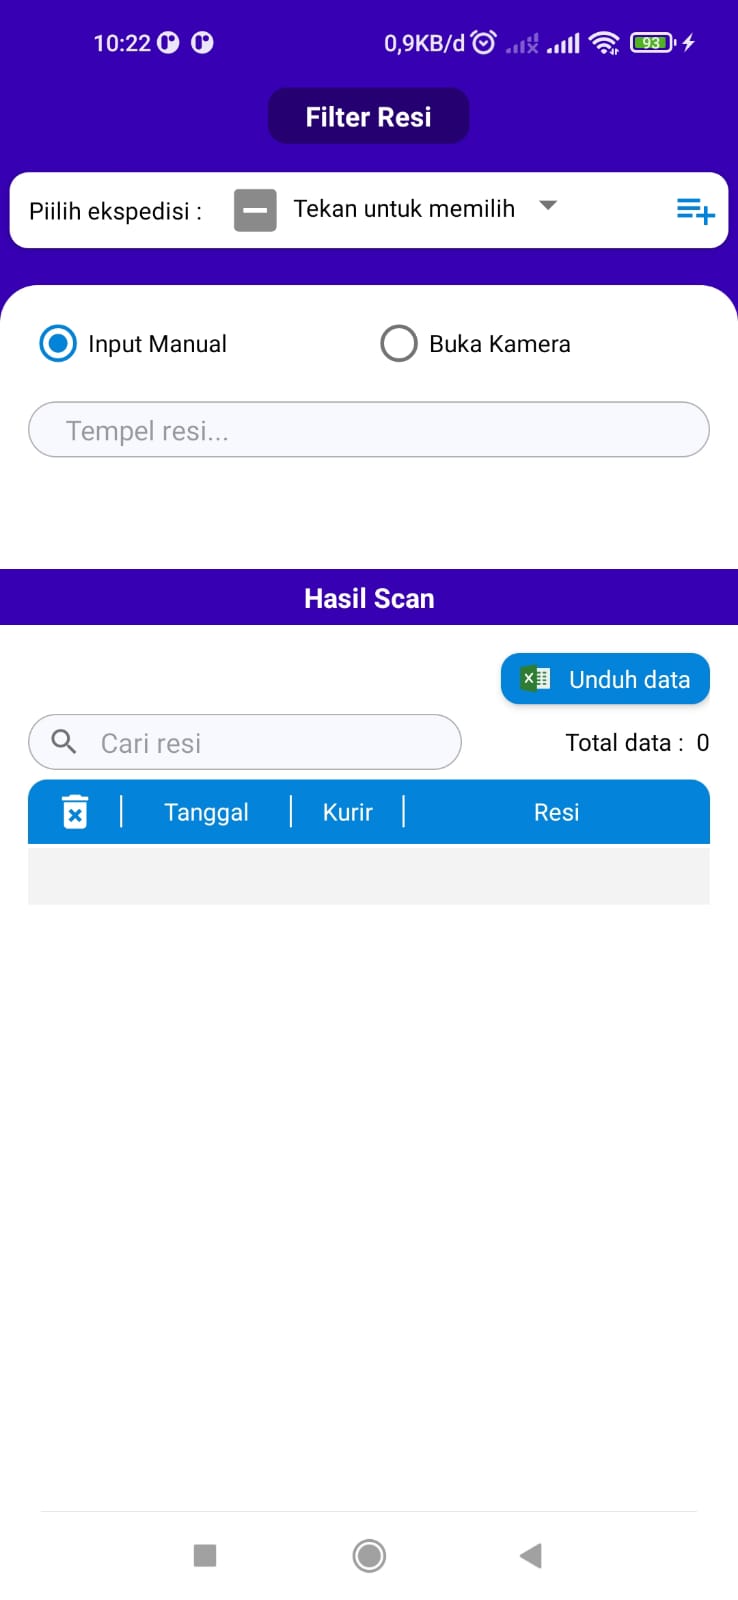 10:22 0,9KB/d 93
Filter Resi
Piilih ekspedisi : Tekan untuk memilih
Input Manual Buka Kamera
Tempel resi...
Hasil Scan
Unduh data
Cari resi Total data : 0
Tanggal Kurir Resi